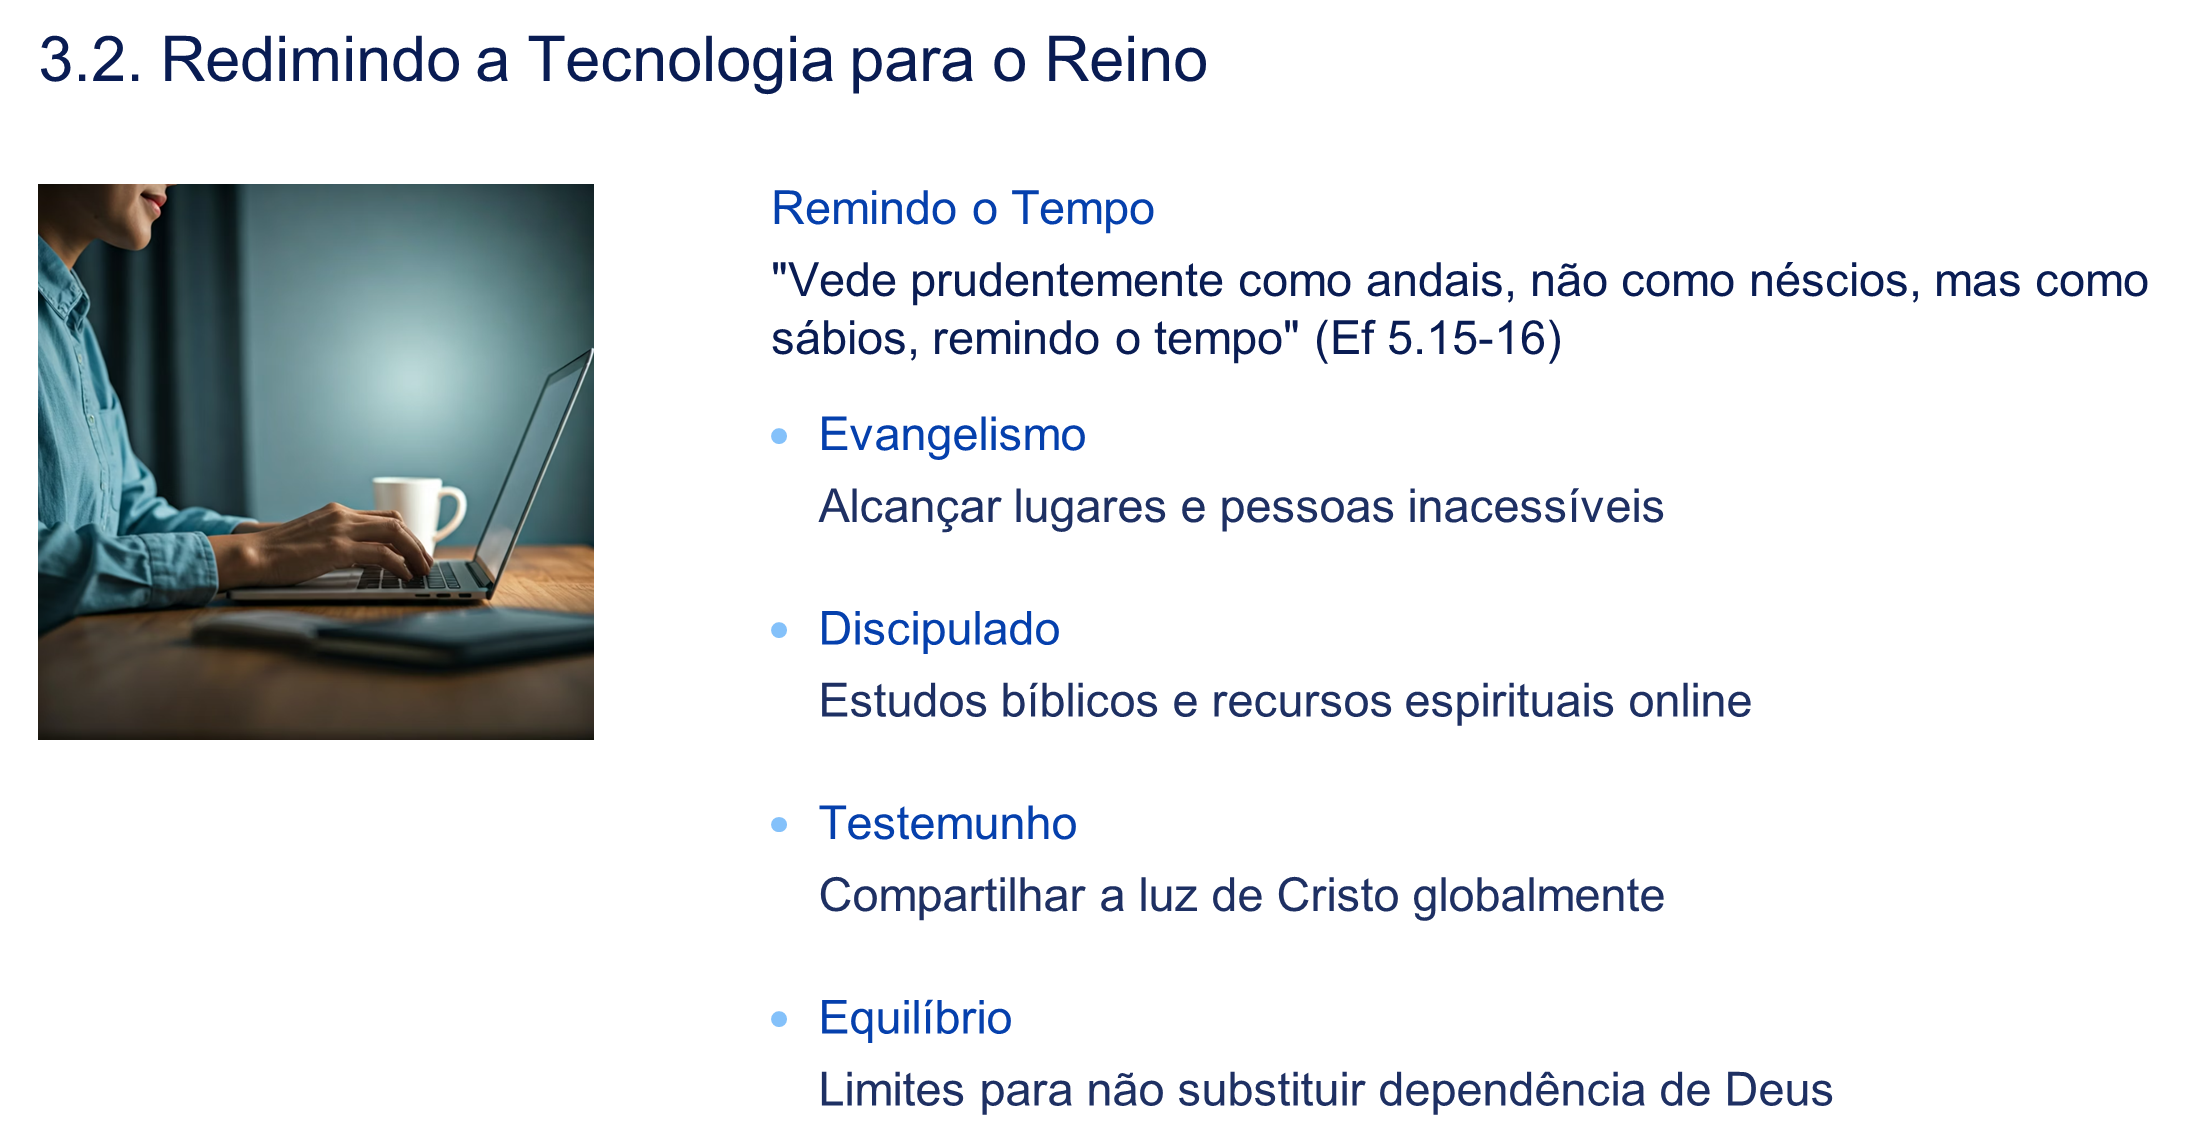 3.2. Redimindo a Tecnologia para o Reino
Remindo o Tempo
"Vede prudentemente como andais, não como néscios, mas como
sábios, remindo o tempo" (Ef 5.15-16)
Evangelismo
Alcançar lugares e pessoas inacessíveis
Discipulado
Estudos bíblicos e recursos espirituais online
Testemunho
Compartilhar a luz de Cristo globalmente
Equilíbrio
Limites para não substituir dependência de Deus